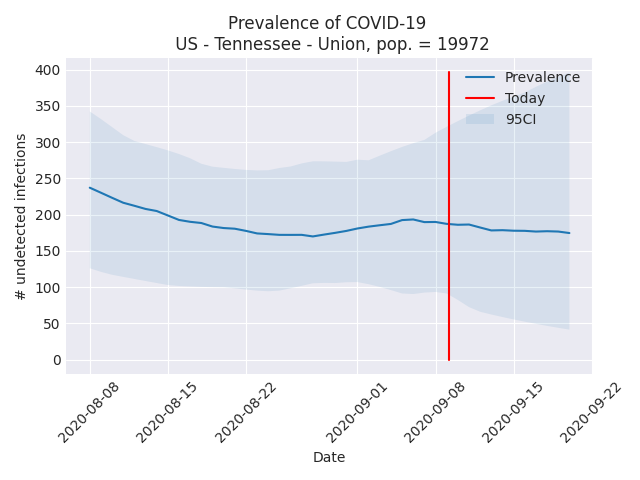 Prevalence of COVID-19
US - Tennessee - Union, pop. = 19972
Prevalence
Today
95CI
# undetected infections
400
350
300
250
200
150
100
50
0
2020-08-08
2020-08-15
2020-08-22
2020-09-01
2020-09-08
2020-09-15
2020-09-22
Date